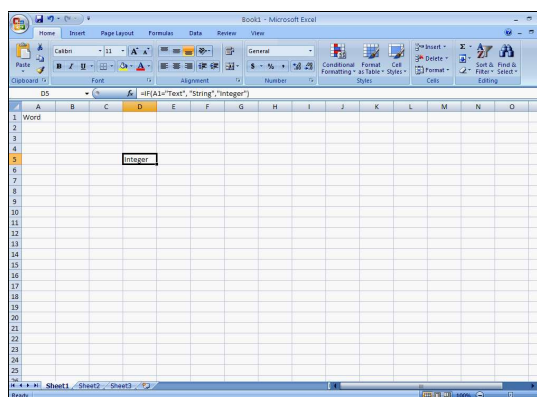 Book1 - Microsoft Excel
Home Insert Page Layout Formulas Data Review View
Paste
Calibri 11 A A General
B I U $ % ,
Conditional Formatting
Format as Table
Cell Styles
Insert
Delete
Format
Σ
Sort & Filter
Find & Select
Clipboard Font Alignment Number Styles Cells Editing
D5 fx =IF(A1="Text", "String","Integer")
A B C D E F G H I J K L M N O
1 Word
2
3
4
5 Integer
6
7
8
9
10
11
12
13
14
15
16
17
18
19
20
21
22
23
24
25
26
Sheet1 Sheet2 Sheet3
Ready 100%